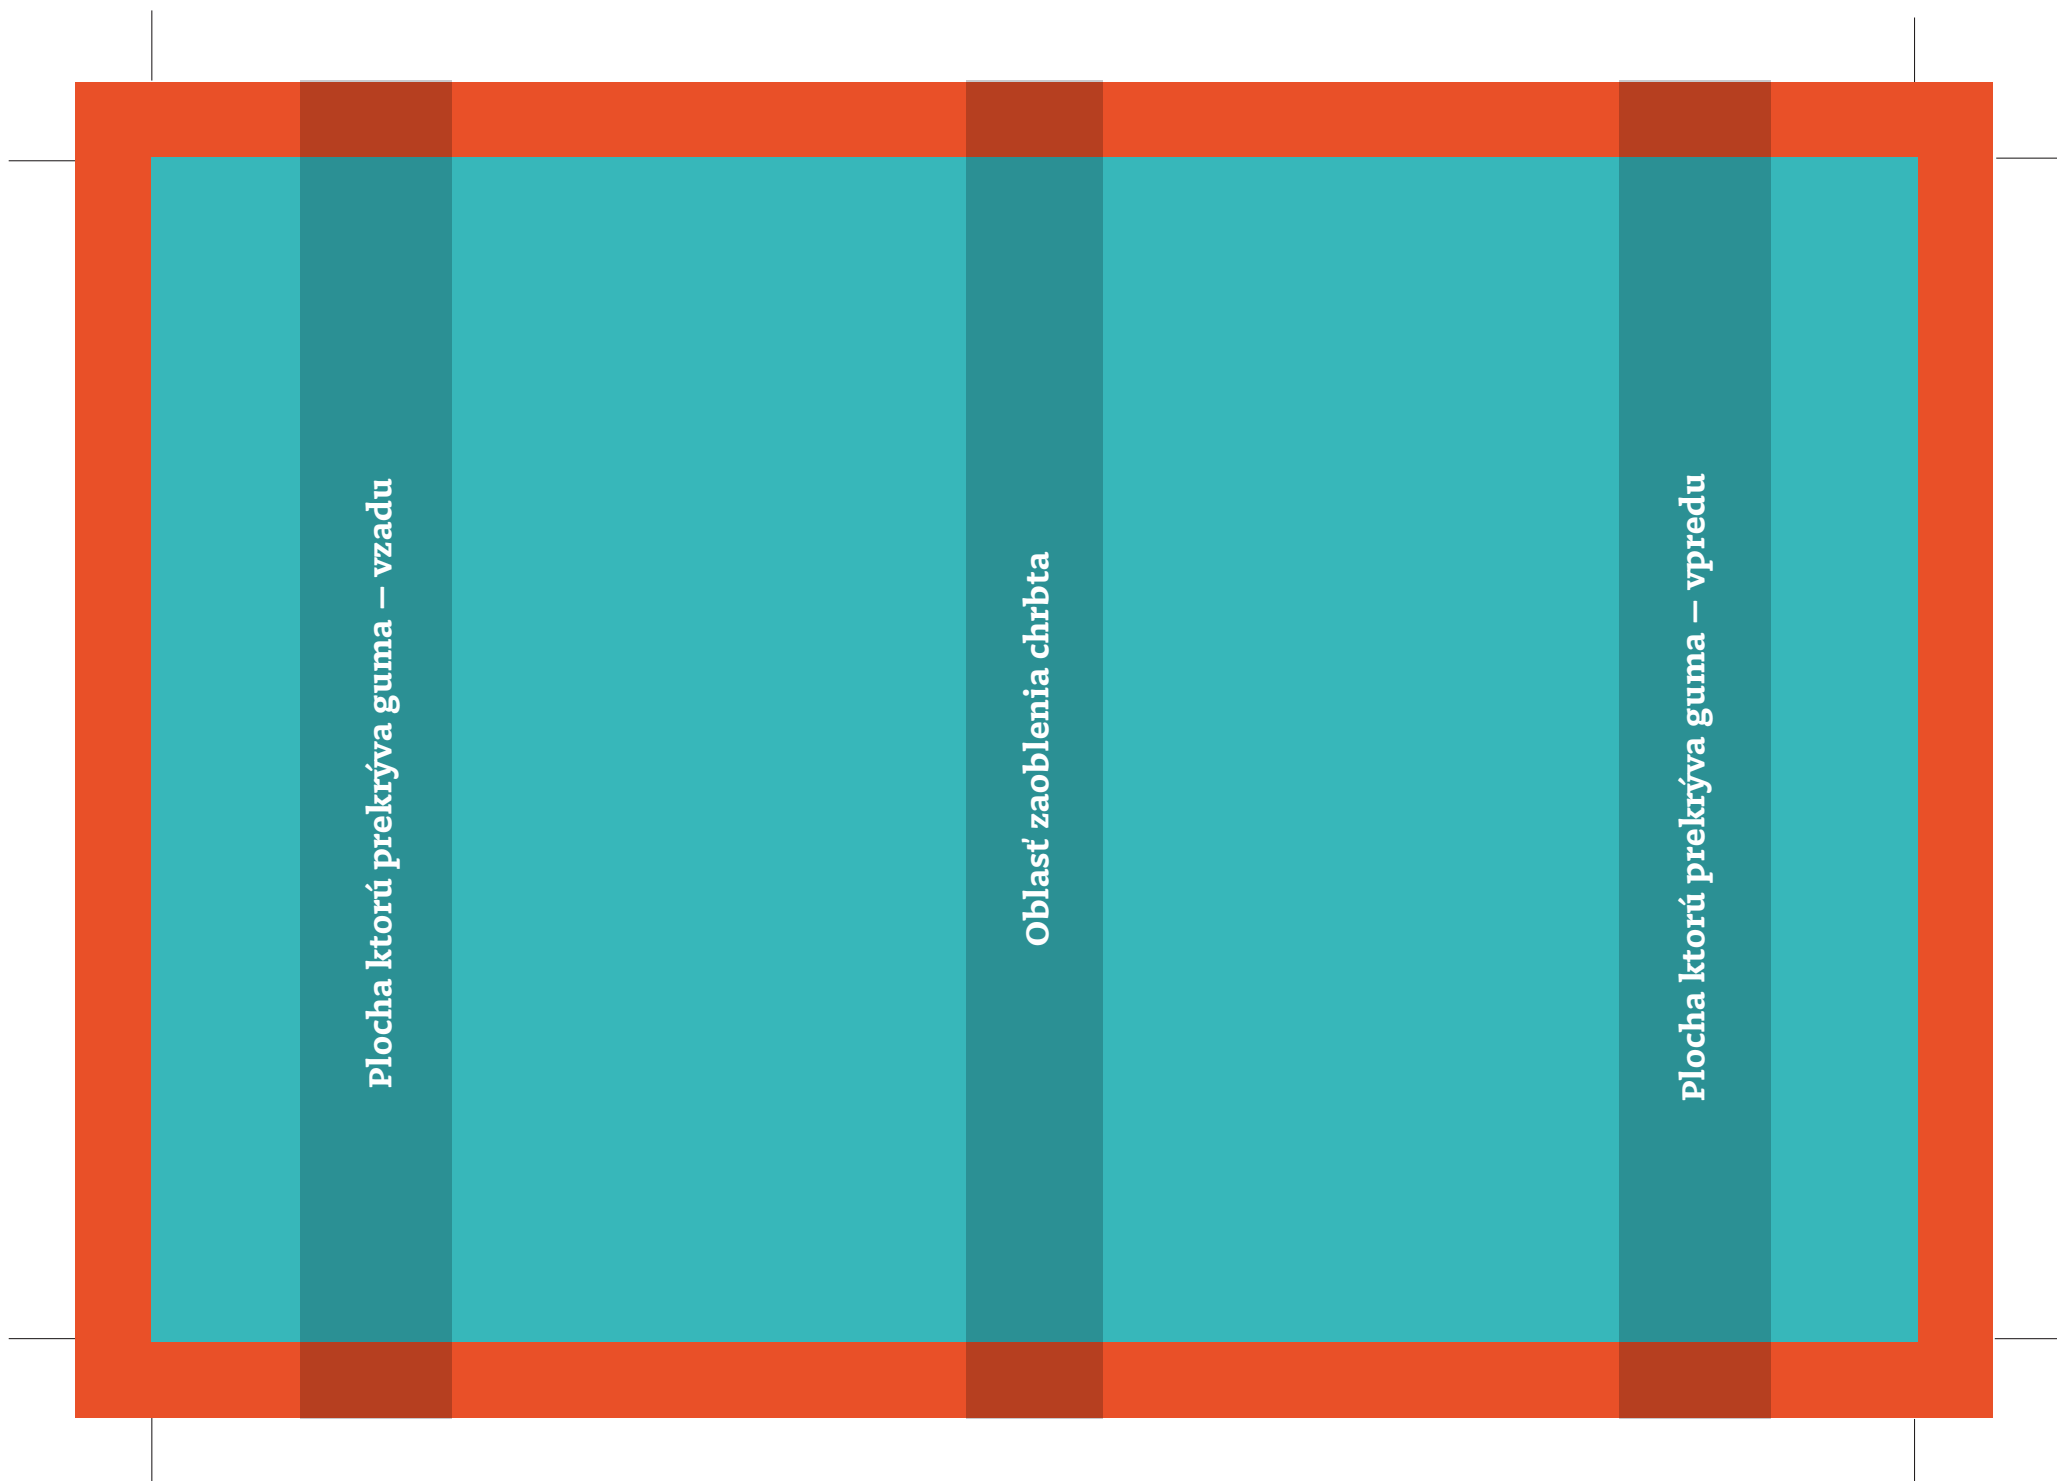 Plocha ktorú prekrýva guma – vzadu
Oblasť zaoblenia chrbta
Plocha ktorú prekrýva guma – vpredu